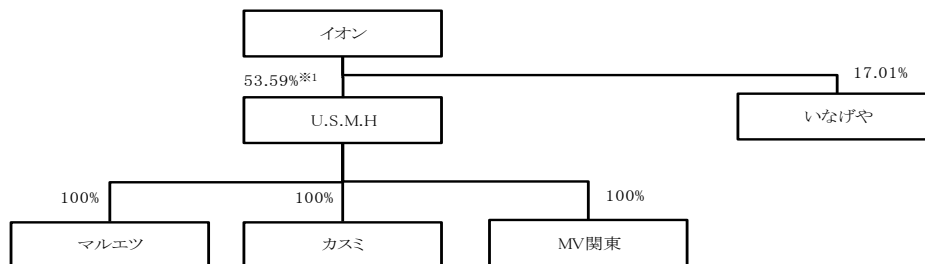 イオン
53.59%※1
17.01%
U.S.M.H
いなげや
100%
100%
100%
マルエツ
カスミ
MV関東